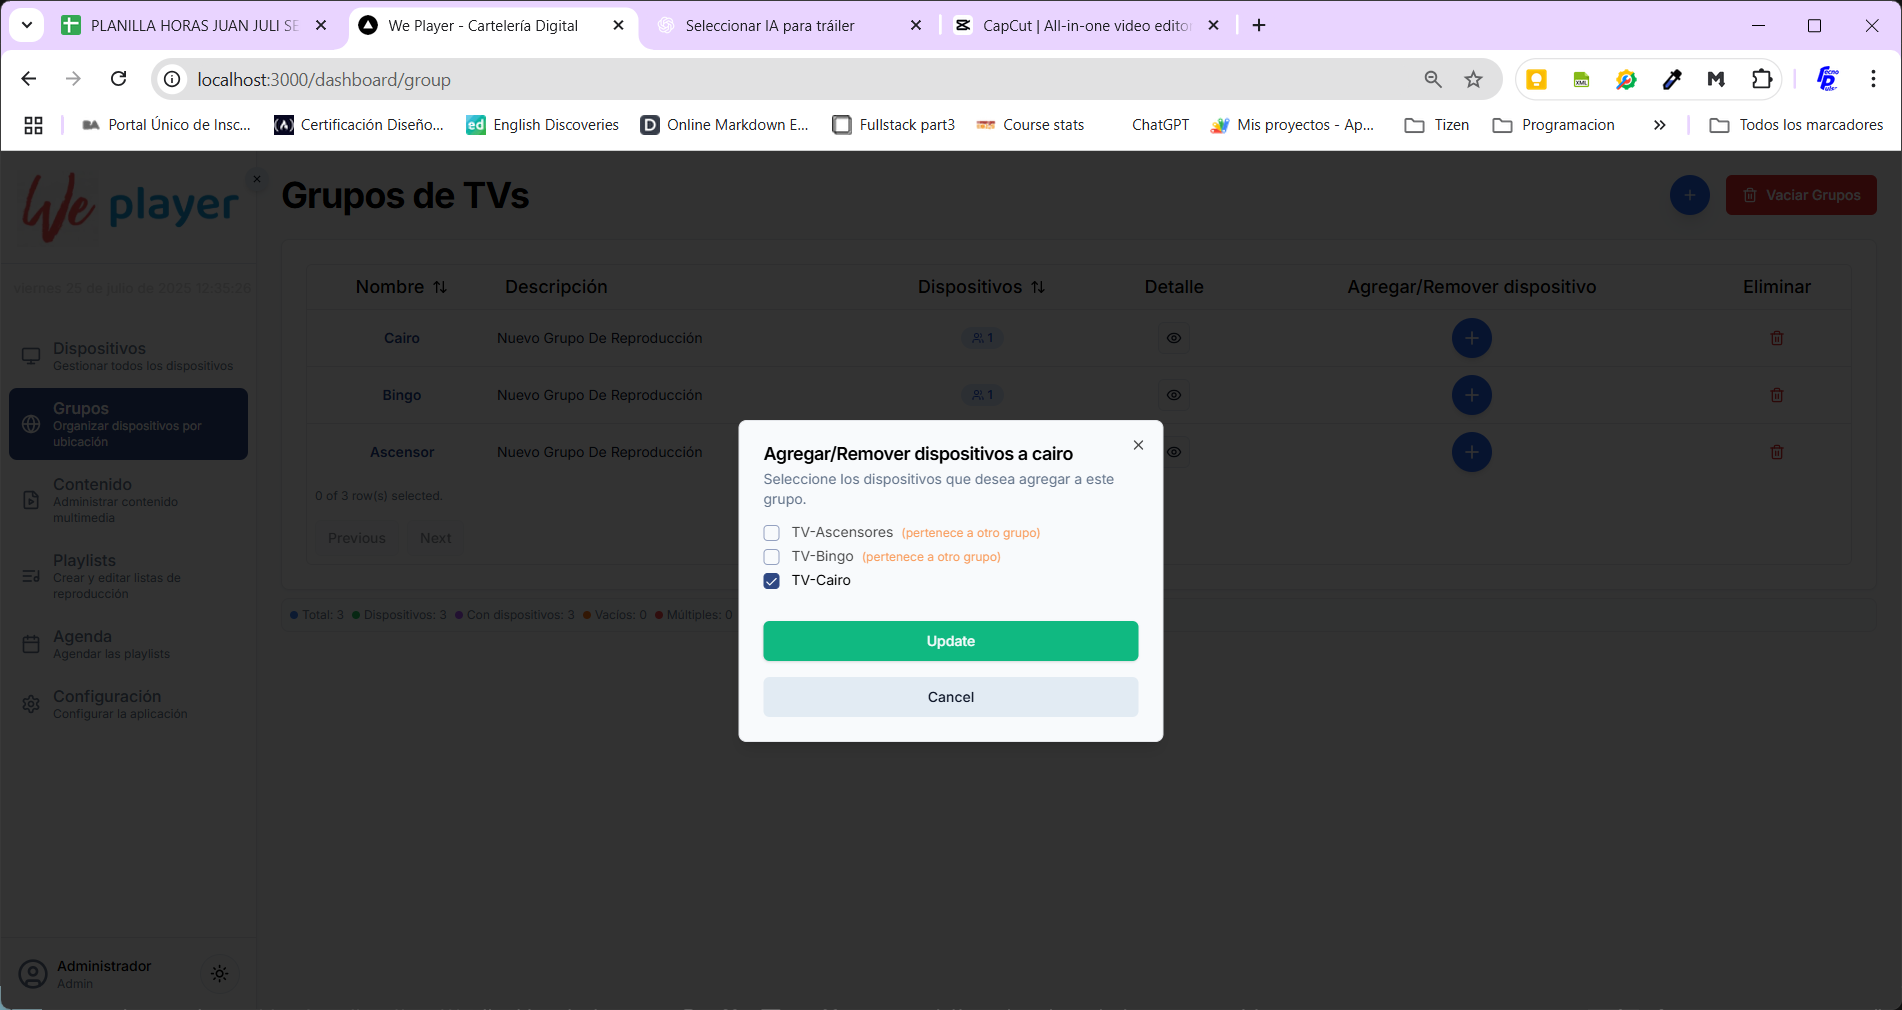 PLANILLA HORAS JUAN JULI SE
We Player - Cartelería Digital
Seleccionar IA para tráiler
CapCut | All-in-one video edito
localhost:3000/dashboard/group
Portal Único de Insc...
Certificación Diseño...
English Discoveries
Online Markdown E...
Fullstack part3
Course stats
ChatGPT
Mis proyectos - Ap...
Tizen
Programacion
Todos los marcadores
We player
Grupos de TVs
Vaciar Grupos
viernes 25 de julio de 2025 12:35:26
Dispositivos
Gestionar todos los dispositivos
Grupos
Organizar dispositivos por
ubicación
Contenido
Administrar contenido
multimedia
Playlists
Crear y editar listas de
reproducción
Agenda
Agendar las playlists
Configuración
Configurar la aplicación
Administrador
Admin
Nombre Descripción Dispositivos Detalle Agregar/Remover dispositivo Eliminar
Cairo Nuevo Grupo De Reproducción 1
Bingo Nuevo Grupo De Reproducción 1
Ascensor Nuevo Grupo De Reproducción
0 of 3 row(s) selected.
Previous Next
Total: 3 Dispositivos: 3 Con dispositivos: 3 Vacíos: 0 Múltiples: 0
Agregar/Remover dispositivos a cairo
Seleccione los dispositivos que desea agregar a este
grupo.
TV-Ascensores (pertenece a otro grupo)
TV-Bingo (pertenece a otro grupo)
TV-Cairo
Update
Cancel